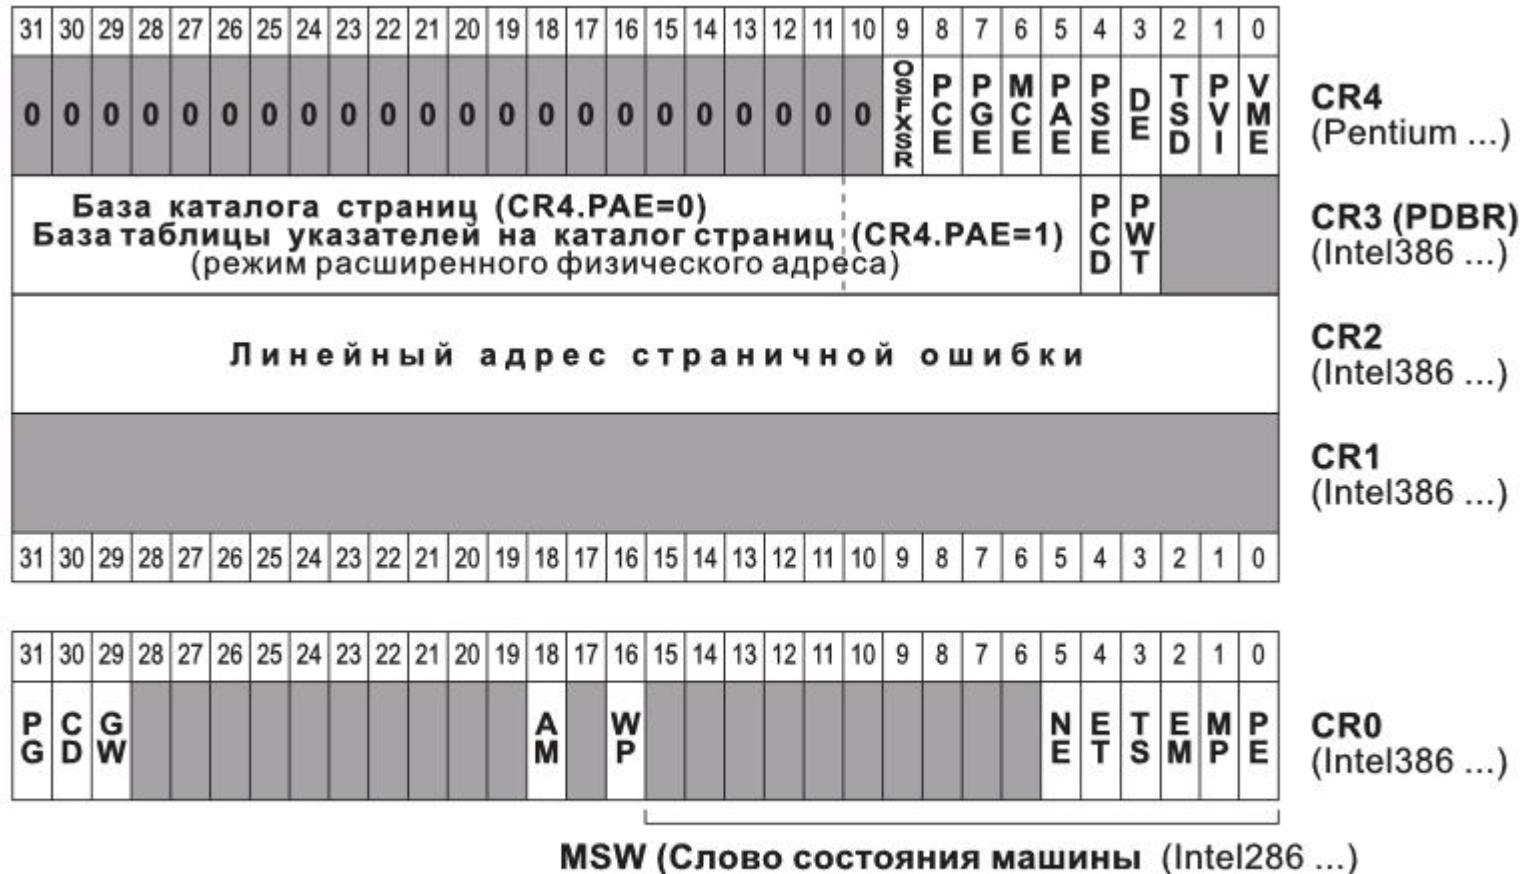 31 30 29 28 27 26 25 24 23 22 21 20 19 18 17 16 15 14 13 12 11 10 9 8 7 6 5 4 3 2 1 0
0 0 0 0 0 0 0 0 0 0 0 0 0 0 0 0 0 0 0 0 0 0 OSFXSR PCE PGE MCE PAE PSE DE TSD PVI VME
CR4
(Pentium ...)
База каталога страниц (CR4.PAE=0)
База таблицы указателей на каталог страниц (CR4.PAE=1)
(режим расширенного физического адреса)
PCD PWT
CR3 (PDBR)
(Intel386 ...)
Линейный адрес страничной ошибки
CR2
(Intel386 ...)
CR1
(Intel386 ...)
31 30 29 28 27 26 25 24 23 22 21 20 19 18 17 16 15 14 13 12 11 10 9 8 7 6 5 4 3 2 1 0
31 30 29 28 27 26 25 24 23 22 21 20 19 18 17 16 15 14 13 12 11 10 9 8 7 6 5 4 3 2 1 0
PG CD GW AM WP NE ET TS EM MP PE
CR0
(Intel386 ...)
MSW (Слово состояния машины (Intel286 ...)